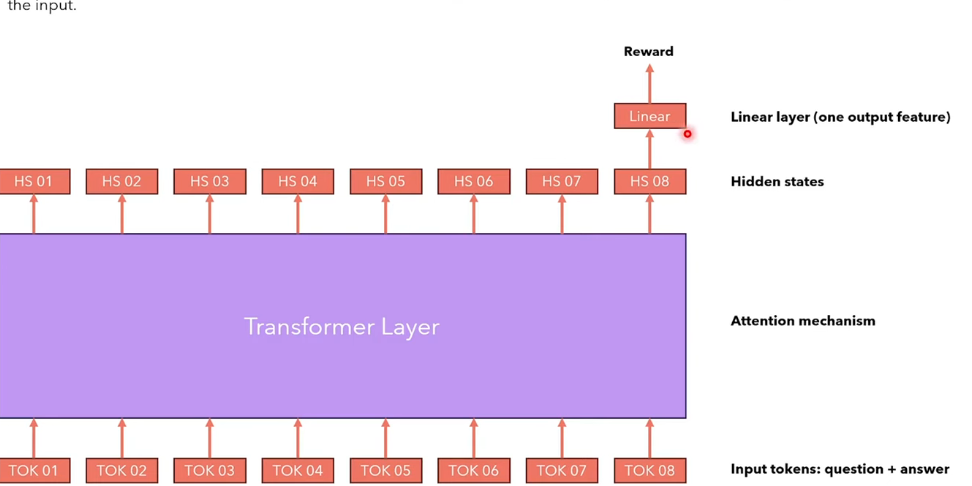 the input.
Reward
Linear
Linear layer (one output feature)
HS 01 HS 02 HS 03 HS 04 HS 05 HS 06 HS 07 HS 08
Hidden states
Transformer Layer
Attention mechanism
TOK 01 TOK 02 TOK 03 TOK 04 TOK 05 TOK 06 TOK 07 TOK 08
Input tokens: question + answer